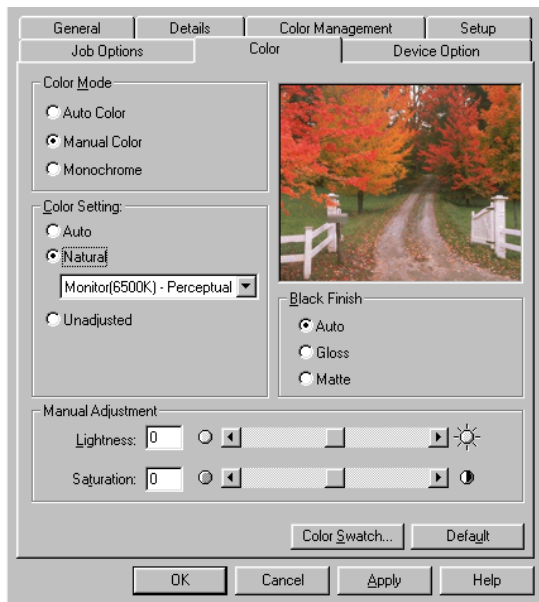 General Details Color Management Setup
Job Options Color Device Option
Color Mode
Auto Color
Manual Color
Monochrome
Color Setting:
Auto
Natural
Monitor(6500K) - Perceptual
Unadjusted
Black Finish
Auto
Gloss
Matte
Manual Adjustment
Lightness: 0
Saturation: 0
Color Swatch... Default
OK Cancel Apply Help